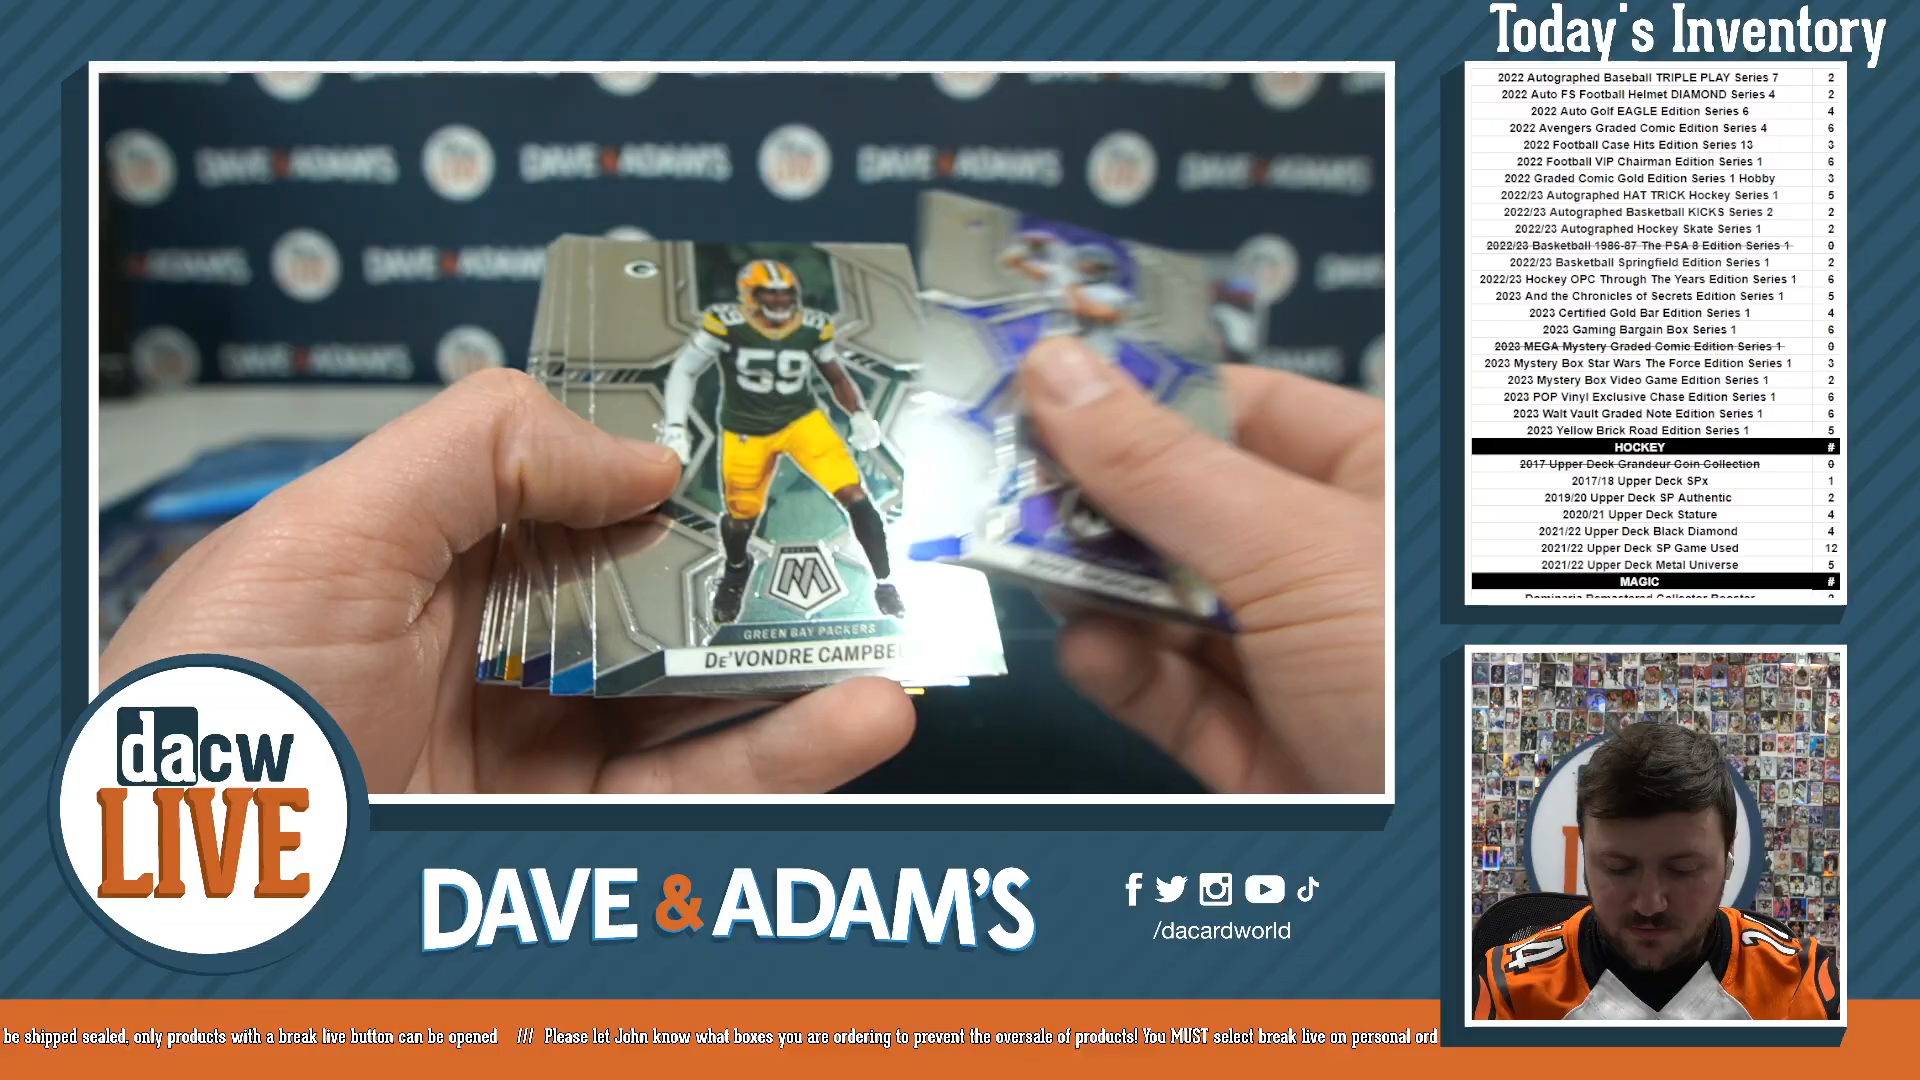 Today's Inventory
2022 Autographed Baseball TRIPLE PLAY Series 7 2
2022 Auto FS Football Helmet DIAMOND Series 4 2
2022 Auto Golf EAGLE Edition Series 6 4
2022 Avengers Graded Comic Edition Series 4 6
2022 Football Case Hits Edition Series 13 3
2022 Football VIP Chairman Edition Series 1 6
2022 Graded Comic Gold Edition Series 1 Hobby 3
2022/23 Autographed HAT TRICK Hockey Series 1 5
2022/23 Autographed Basketball KICKS Series 2 2
2022/23 Autographed Hockey Skate Series 1 2
2022/23 Basketball 1986-87 The PSA 8 Edition Series 1 0
2022/23 Basketball Springfield Edition Series 1 2
2022/23 Hockey OPC Through The Years Edition Series 1 6
2023 And the Chronicles of Secrets Edition Series 1 5
2023 Certified Gold Bar Edition Series 1 4
2023 Gaming Bargain Box Series 1 6
2023 MEGA Mystery Graded Comic Edition Series 1 0
2023 Mystery Box Star Wars The Force Edition Series 1 3
2023 Mystery Box Video Game Edition Series 1 2
2023 POP Vinyl Exclusive Chase Edition Series 1 6
2023 Walt Vault Graded Note Edition Series 1 6
2023 Yellow Brick Road Edition Series 1 5
HOCKEY #
2017 Upper Deck Grandeur Coin Collection 0
2017/18 Upper Deck SPx 1
2019/20 Upper Deck SP Authentic 2
2020/21 Upper Deck Stature 4
2021/22 Upper Deck Black Diamond 4
2021/22 Upper Deck SP Game Used 12
2021/22 Upper Deck Metal Universe 5
MAGIC #
Dominaria Remastered Collector Booster
DAVE & ADAM'S DAVE & ADAM'S DAVE & ADAM'S DAVE & ADAM'S
G
59
M
GREEN BAY PACKERS
DE'VONDRE CAMPBE
dacw
LIVE
DAVE & ADAM'S
/dacardworld
be shipped sealed, only products with a break live button can be opened /// Please let John know what boxes you are ordering to prevent the oversale of products! You MUST select break live on personal ord